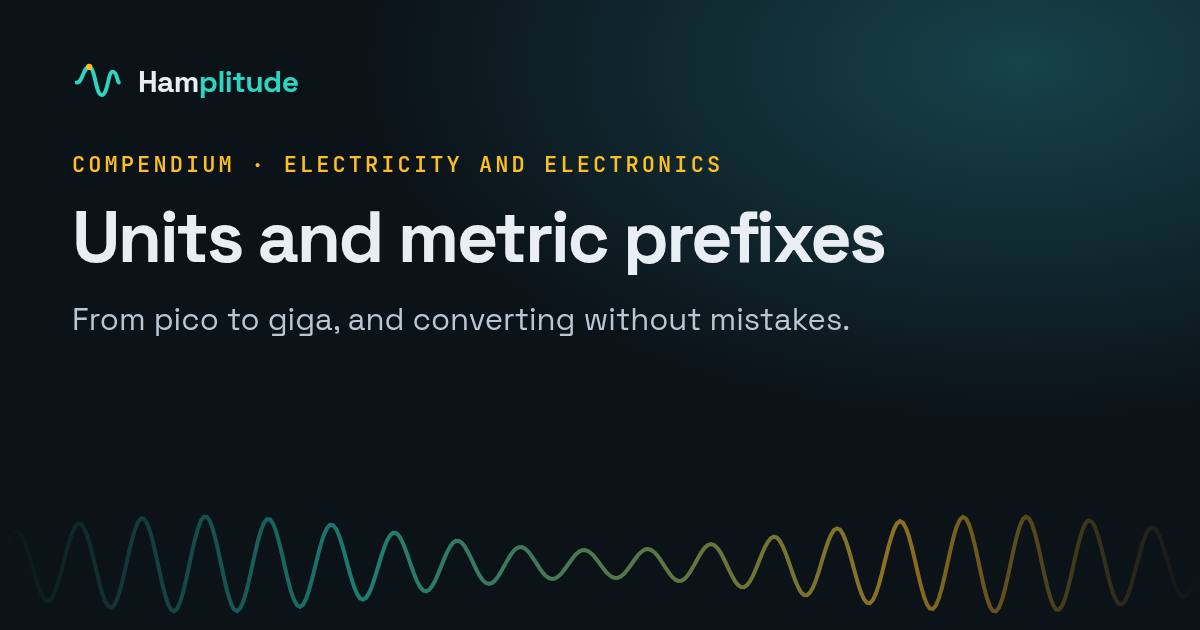 Hamplitude
COMPENDIUM · ELECTRICITY AND ELECTRONICS
Units and metric prefixes
From pico to giga, and converting without mistakes.